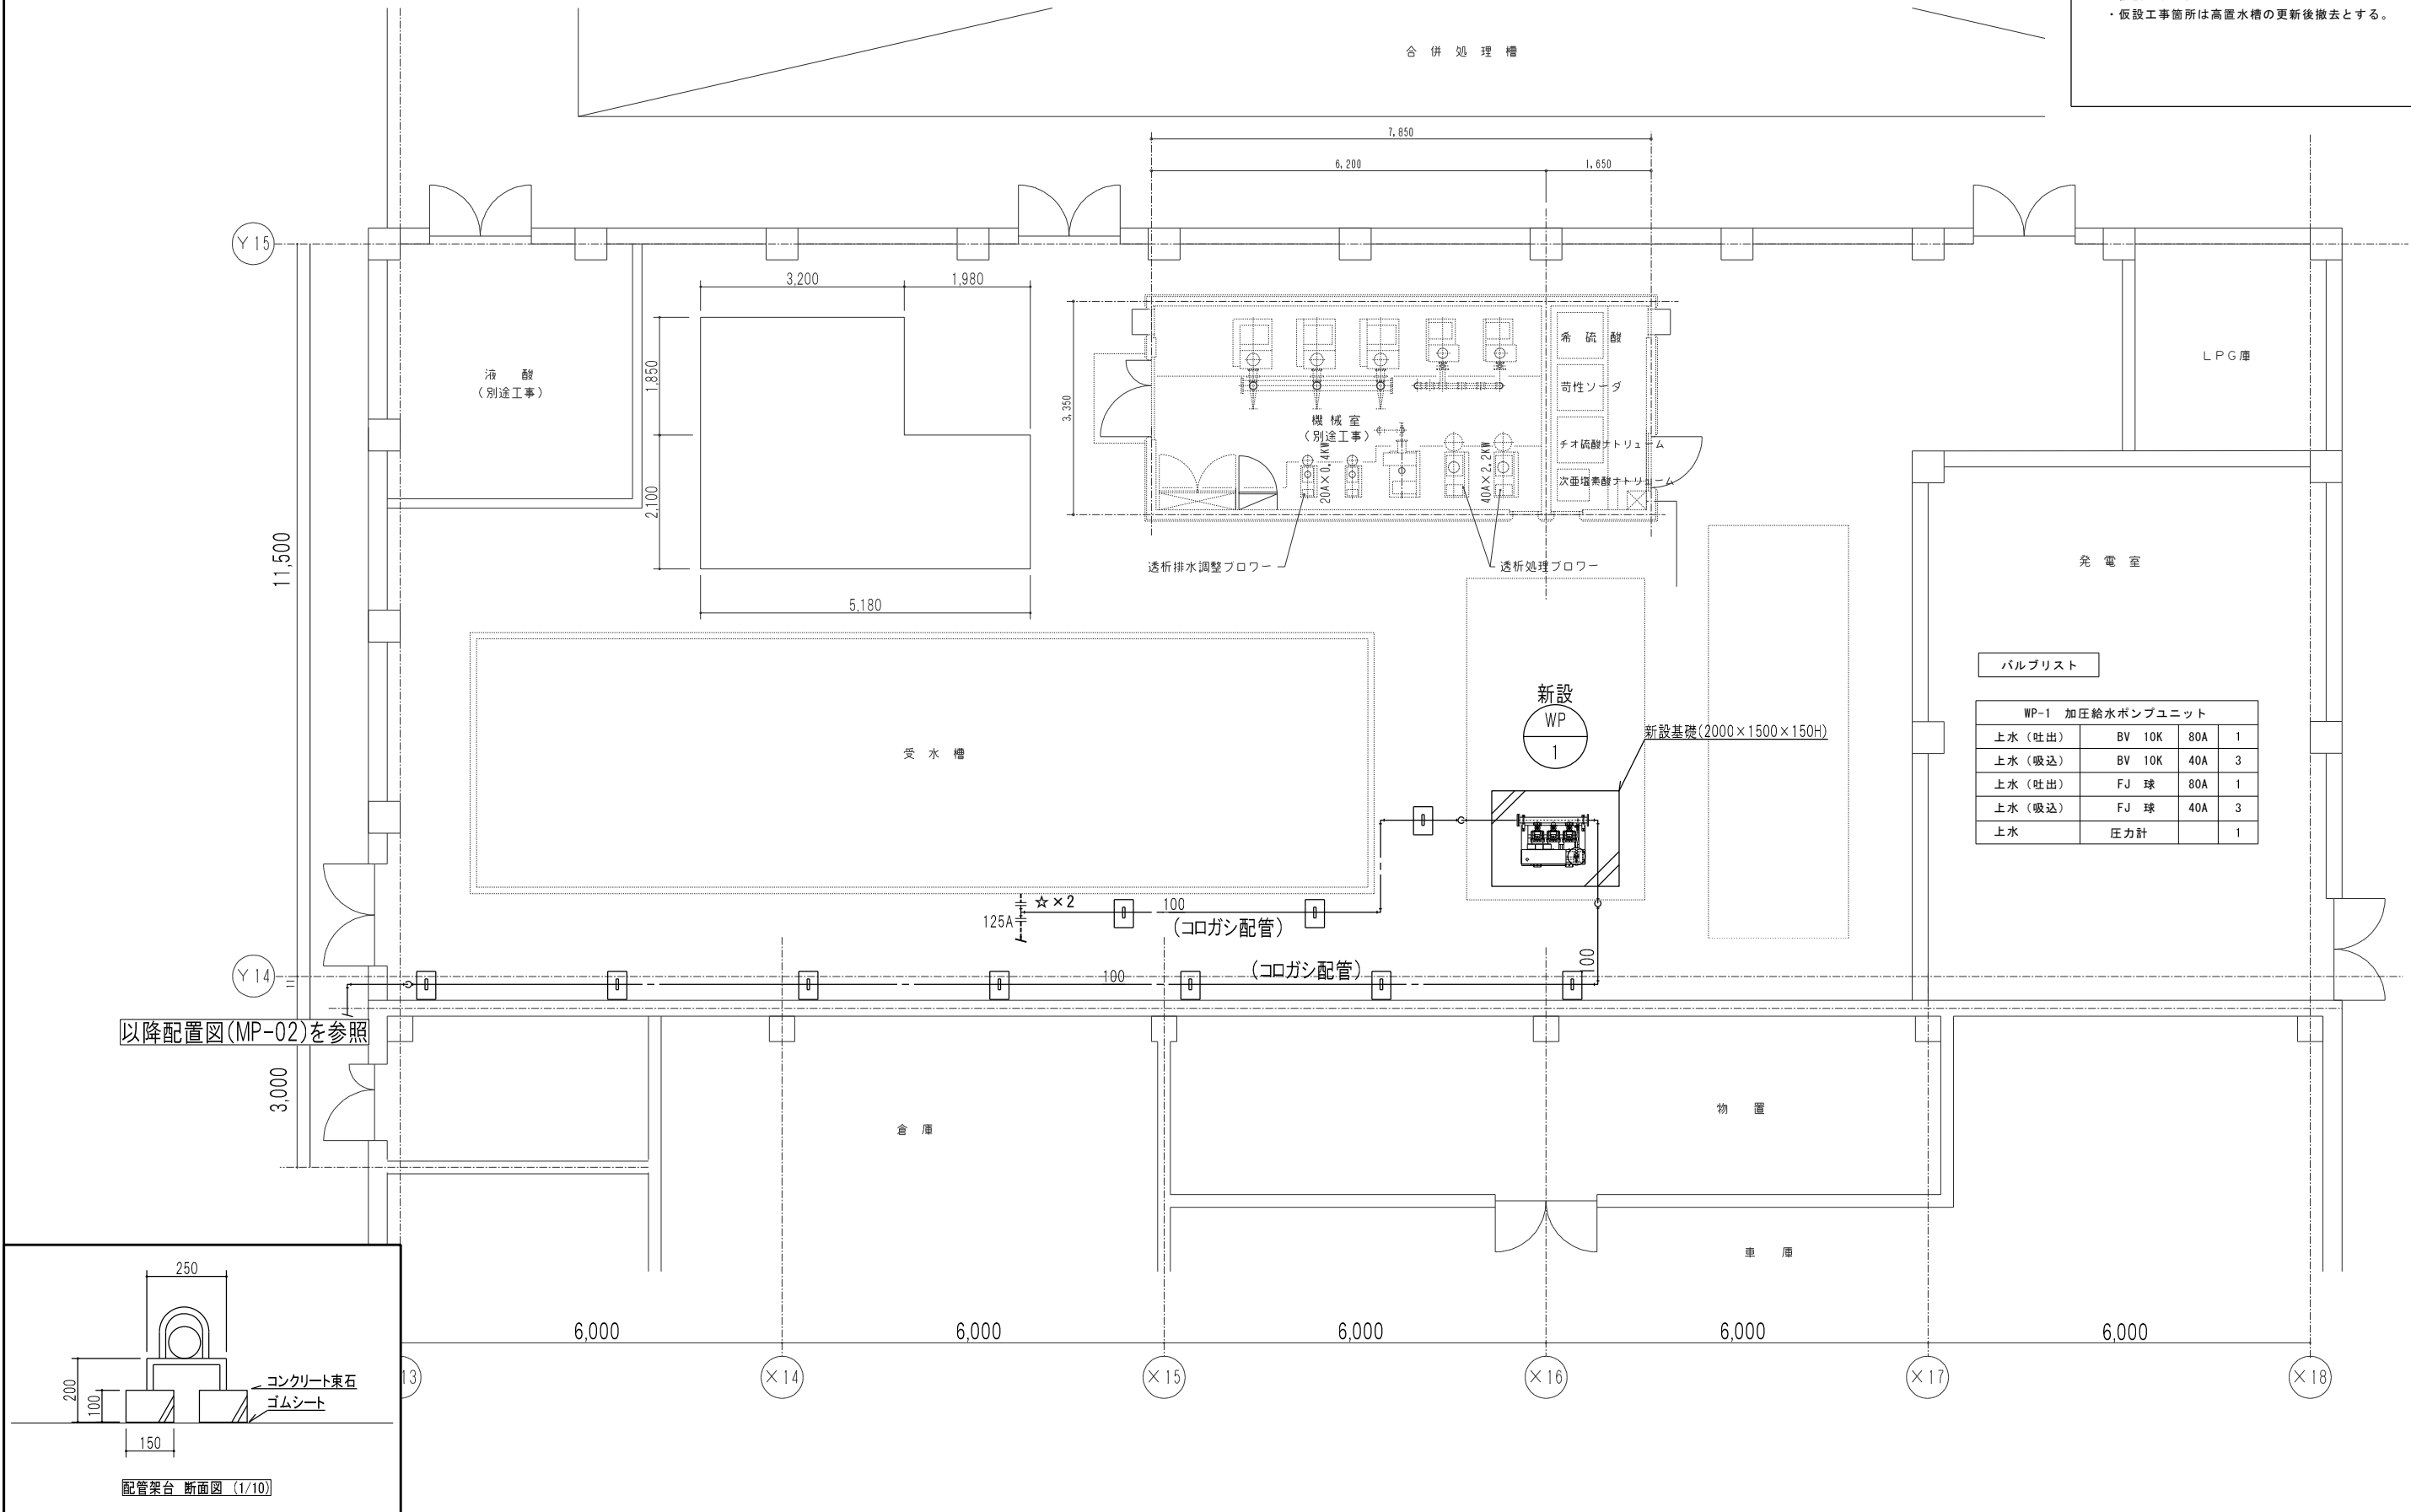 ・仮設工事箇所は高置水槽の更新後撤去とする。
合併処理槽
7,850
6,200
1,650
Y15
3,200
1,980
液酸
（別途工事）
1,850
2,100
5,180
3,350
機械室
（別途工事）
20A×0.4KW
40A×2.2KW
希硫酸
苛性ソーダ
チオ硫酸ナトリューム
次亜塩素酸ナトリューム
透析排水調整ブロワー
透析処理ブロワー
LPG庫
発電室
11,500
受水槽
新設
WP
1
新設基礎(2000×1500×150H)
バルブリスト
WP-1 加圧給水ポンプユニット
上水（吐出） BV 10K 80A 1
上水（吸込） BV 10K 40A 3
上水（吐出） FJ 球 80A 1
上水（吸込） FJ 球 40A 3
上水 圧力計 1
☆×2
125A
100
(コロガシ配管)
Y14
100
(コロガシ配管)
100
以降配置図(MP-02)を参照
3,000
倉庫
物置
車庫
6,000
6,000
6,000
6,000
6,000
13
X14
X15
X16
X17
X18
250
200
100
150
コンクリート束石
ゴムシート
配管架台 断面図 (1/10)